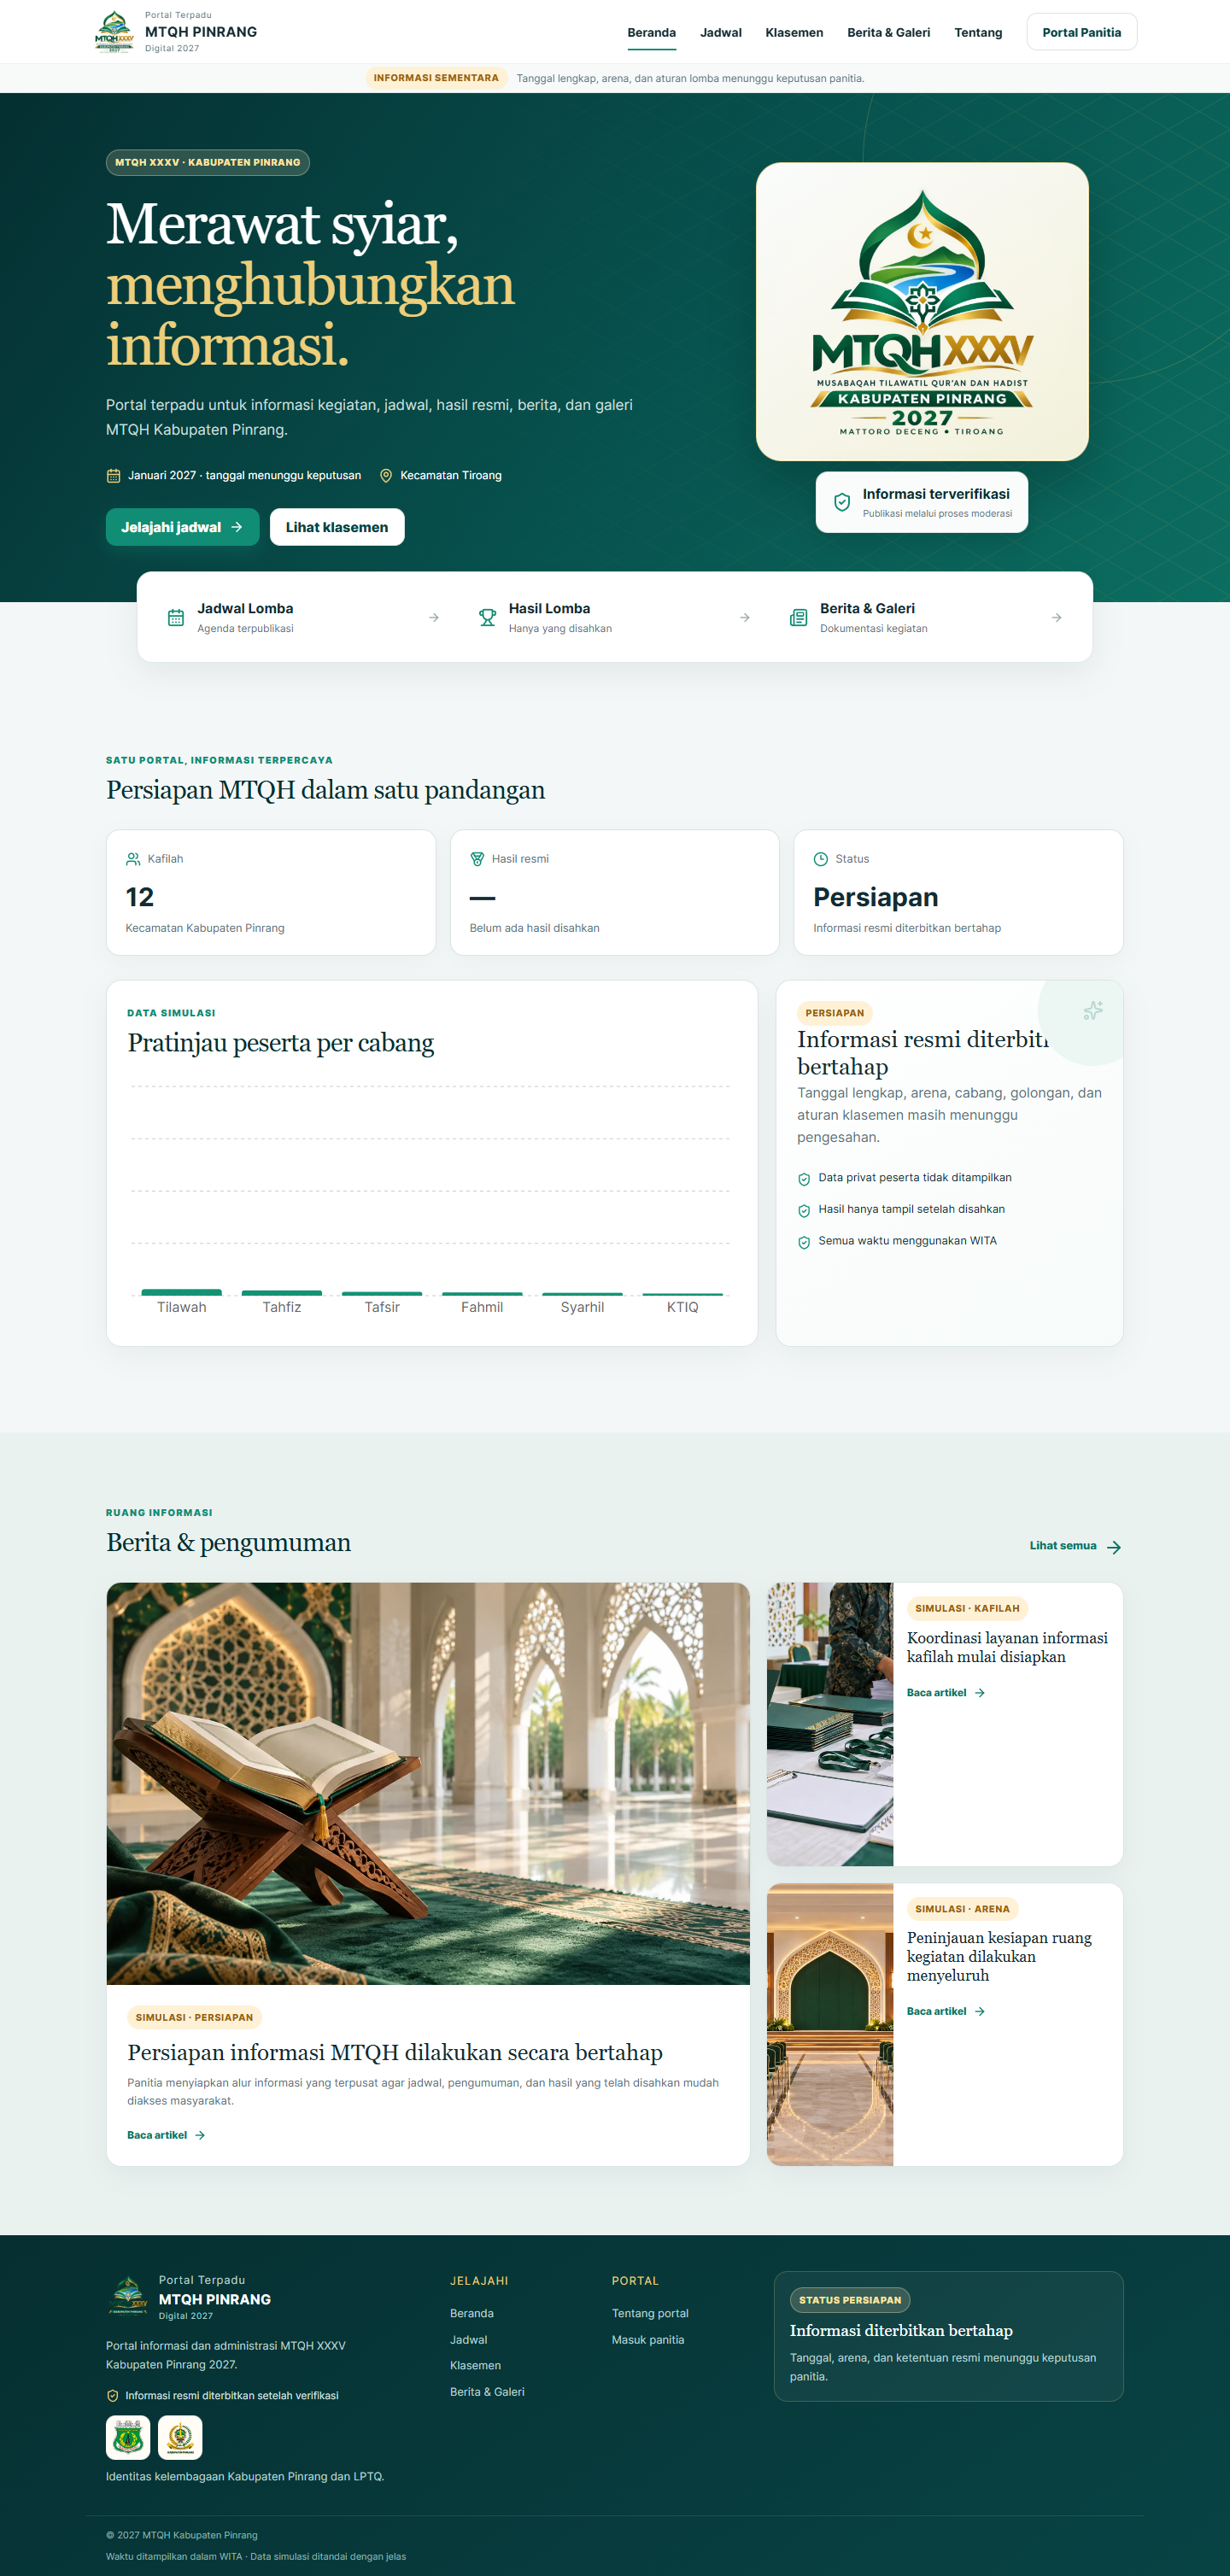 Portal Terpadu
MTQH PINRANG
Digital 2027
Beranda
Jadwal
Klasemen
Berita & Galeri
Tentang
Portal Panitia
INFORMASI SEMENTARA
Tanggal lengkap, arena, dan aturan lomba menunggu keputusan panitia.
MTQH XXXV · KABUPATEN PINRANG
Merawat syiar,
menghubungkan
informasi.
Portal terpadu untuk informasi kegiatan, jadwal, hasil resmi, berita, dan galeri
MTQH Kabupaten Pinrang.
Januari 2027 · tanggal menunggu keputusan
Kecamatan Tiroang
Jelajahi jadwal
Lihat klasemen
MTQH XXXV
MUSABAQAH TILAWATIL QUR'AN DAN HADIST
KABUPATEN PINRANG
2027
MATTORO DECENG • TIROANG
Informasi terverifikasi
Publikasi melalui proses moderasi
Jadwal Lomba
Agenda terpublikasi
Hasil Lomba
Hanya yang disahkan
Berita & Galeri
Dokumentasi kegiatan
SATU PORTAL, INFORMASI TERPERCAYA
Persiapan MTQH dalam satu pandangan
Kafilah
12
Kecamatan Kabupaten Pinrang
Hasil resmi
—
Belum ada hasil disahkan
Status
Persiapan
Informasi resmi diterbitkan bertahap
DATA SIMULASI
Pratinjau peserta per cabang
Tilawah
Tahfiz
Tafsir
Fahmil
Syarhil
KTIQ
PERSIAPAN
Informasi resmi
bertahap
Tanggal lengkap, arena, cabang, golongan, dan
aturan klasemen masih menunggu
pengesahan.
Data privat peserta tidak ditampilkan
Hasil hanya tampil setelah disahkan
Semua waktu menggunakan WITA
RUANG INFORMASI
Berita & pengumuman
Lihat semua
SIMULASI · PERSIAPAN
Persiapan informasi MTQH dilakukan secara bertahap
Panitia menyiapkan alur informasi yang terpusat agar jadwal, pengumuman, dan hasil yang telah disahkan mudah
diakses masyarakat.
Baca artikel
SIMULASI · KAFILAH
Koordinasi layanan informasi
kafilah mulai disiapkan
Baca artikel
SIMULASI · ARENA
Peninjauan kesiapan ruang
kegiatan dilakukan
menyeluruh
Baca artikel
Portal Terpadu
MTQH PINRANG
Digital 2027
Portal informasi dan administrasi MTQH XXXV
Kabupaten Pinrang 2027.
Informasi resmi diterbitkan setelah verifikasi
Identitas kelembagaan Kabupaten Pinrang dan LPTQ.
JELAJAHI
Beranda
Jadwal
Klasemen
Berita & Galeri
PORTAL
Tentang portal
Masuk panitia
STATUS PERSIAPAN
Informasi diterbitkan bertahap
Tanggal, arena, dan ketentuan resmi menunggu keputusan
panitia.
© 2027 MTQH Kabupaten Pinrang
Waktu ditampilkan dalam WITA · Data simulasi ditandai dengan jelas